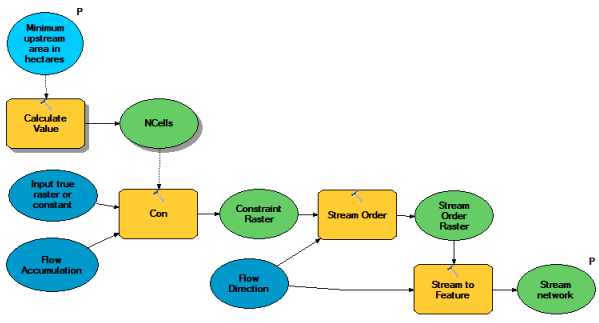 P
Minimum
upstream
area in
hectares
Calculate
Value
NCells
Input true
raster or
constant
Con
Constraint
Raster
Stream Order
Stream
Order
Raster
Flow
Accumulation
Flow
Direction
Stream to
Feature
P
Stream
network